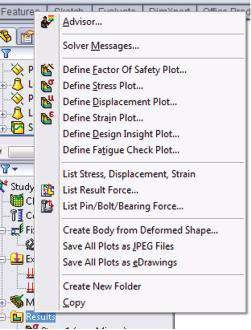 Features Sketch Evaluate DimXpert Office Prod
Advisor...
Solver Messages...
Define Factor Of Safety Plot...
Define Stress Plot...
Define Displacement Plot...
Define Strain Plot...
Define Design Insight Plot...
Define Fatigue Check Plot...
List Stress, Displacement, Strain
List Result Force...
List Pin/Bolt/Bearing Force...
Create Body from Deformed Shape...
Save All Plots as JPEG Files
Save All Plots as eDrawings
Create New Folder
Copy
Study
Results